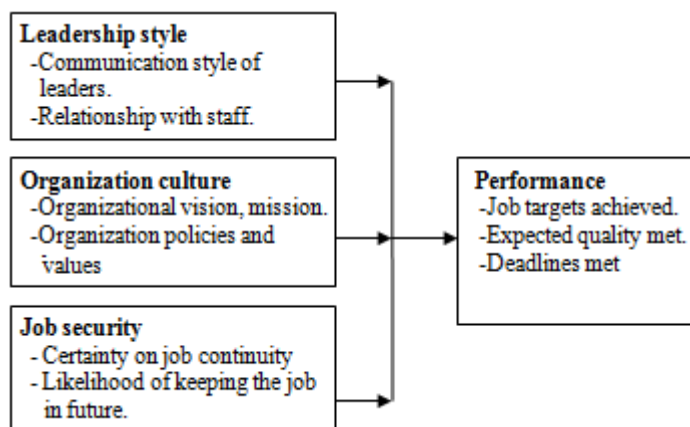 Leadership style
-Communication style of
leaders.
-Relationship with staff.
Organization culture
-Organizational vision, mission.
-Organization policies and
values
Job security
- Certainty on job continuity
- Likelihood of keeping the job
in future.
Performance
-Job targets achieved.
-Expected quality met.
-Deadlines met